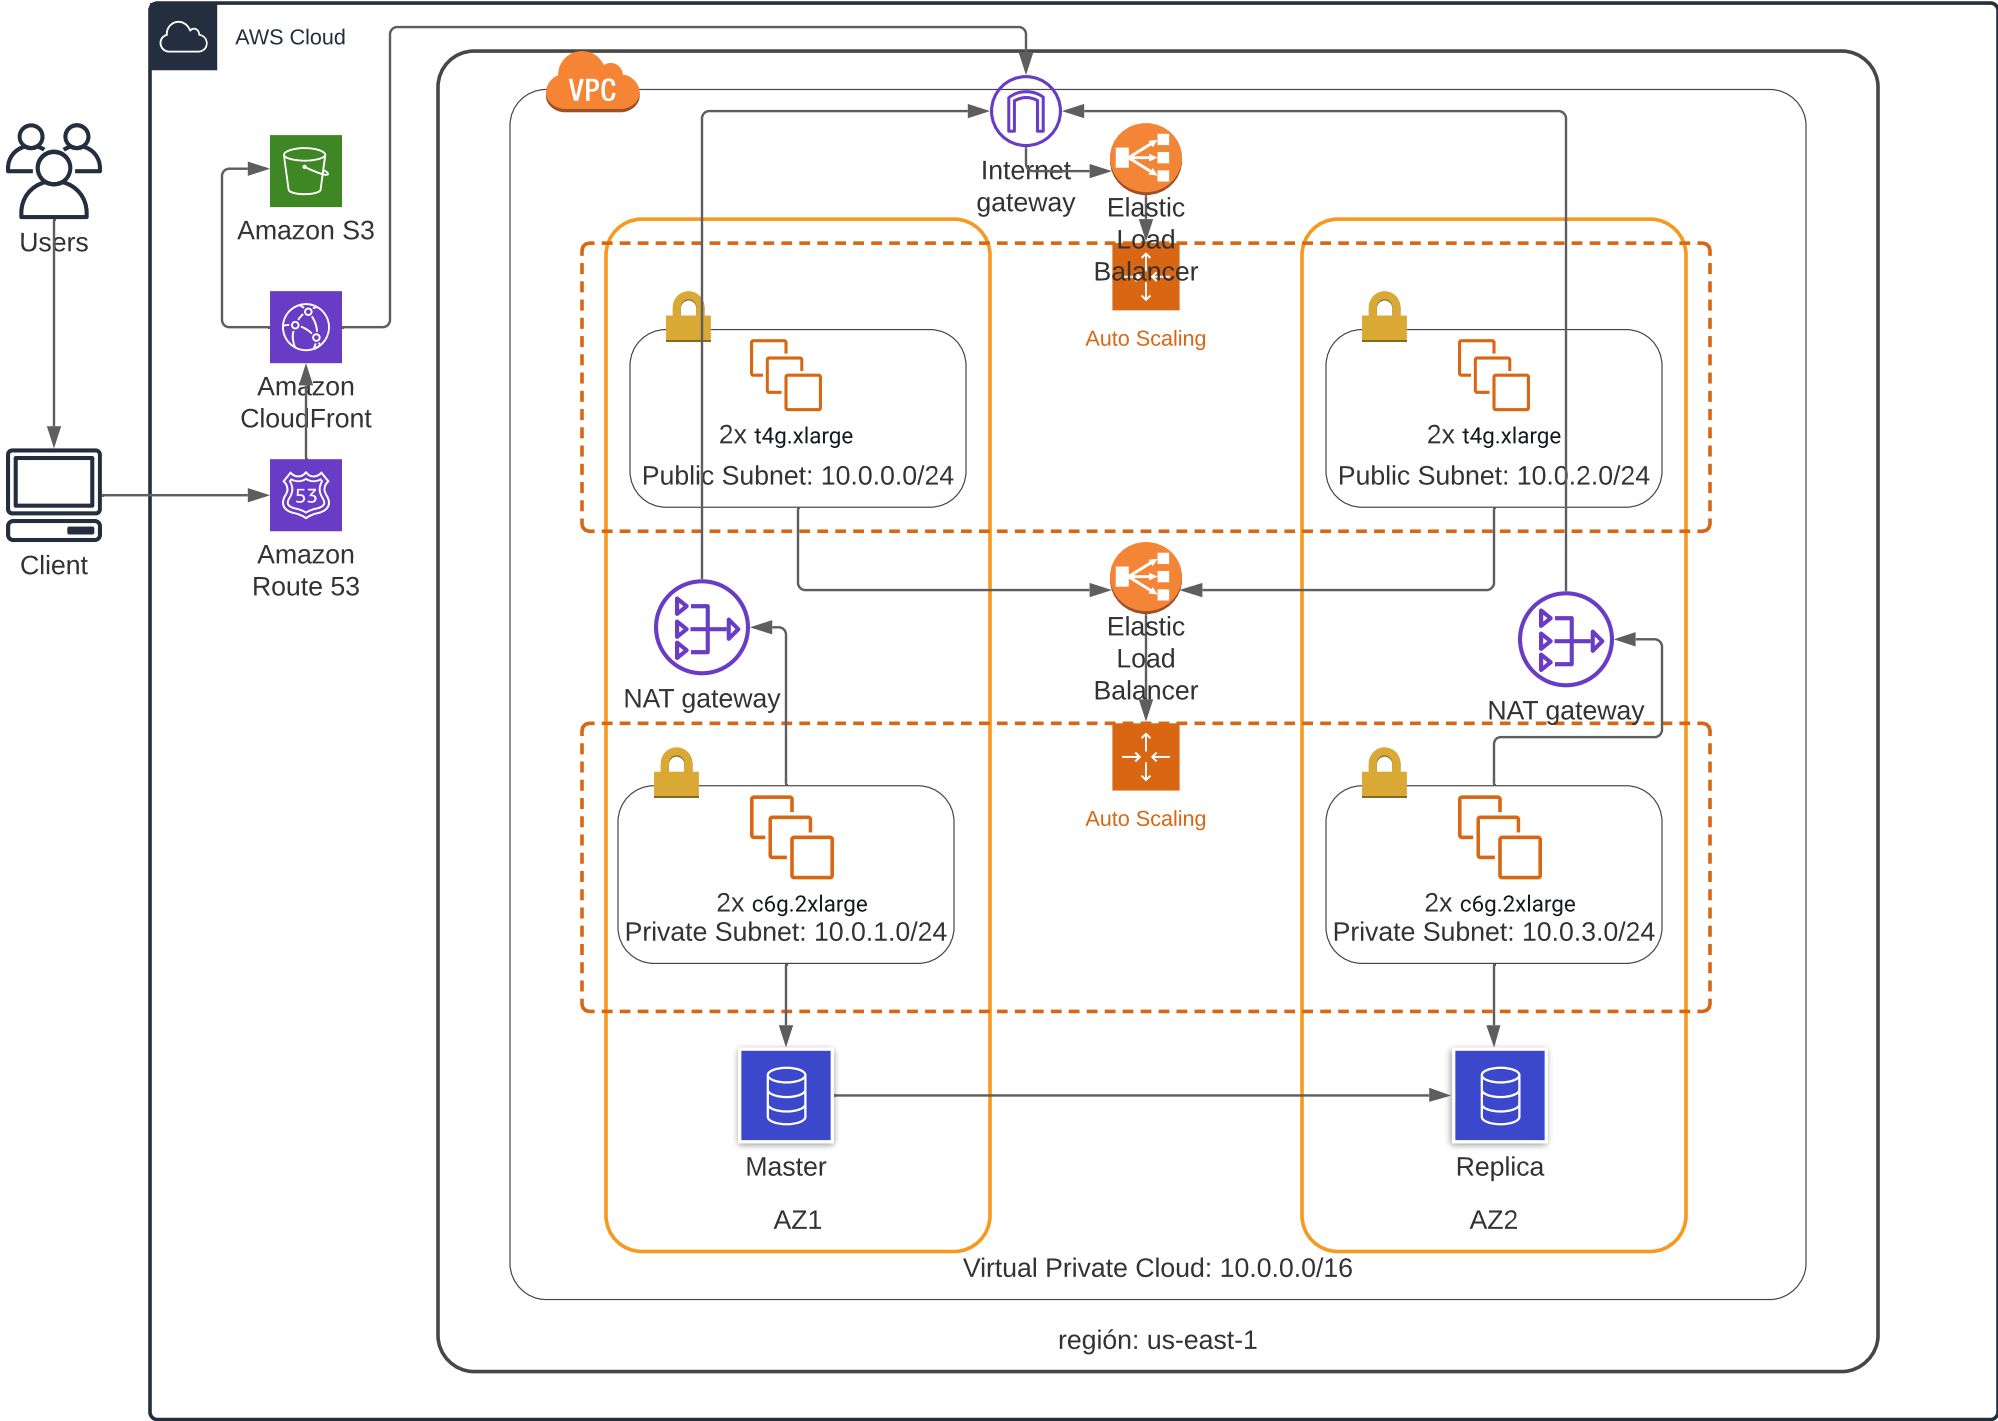 AWS Cloud
VPC
Users
Amazon S3
Amazon
CloudFront
53
Amazon
Route 53
Client
Internet
gateway
Elastic
Load
Balancer
Auto Scaling
2x t4g.xlarge
Public Subnet: 10.0.0.0/24
2x t4g.xlarge
Public Subnet: 10.0.2.0/24
NAT gateway
Elastic
Load
Balancer
NAT gateway
Auto Scaling
2x c6g.2xlarge
Private Subnet: 10.0.1.0/24
2x c6g.2xlarge
Private Subnet: 10.0.3.0/24
Master
Replica
AZ1
AZ2
Virtual Private Cloud: 10.0.0.0/16
región: us-east-1